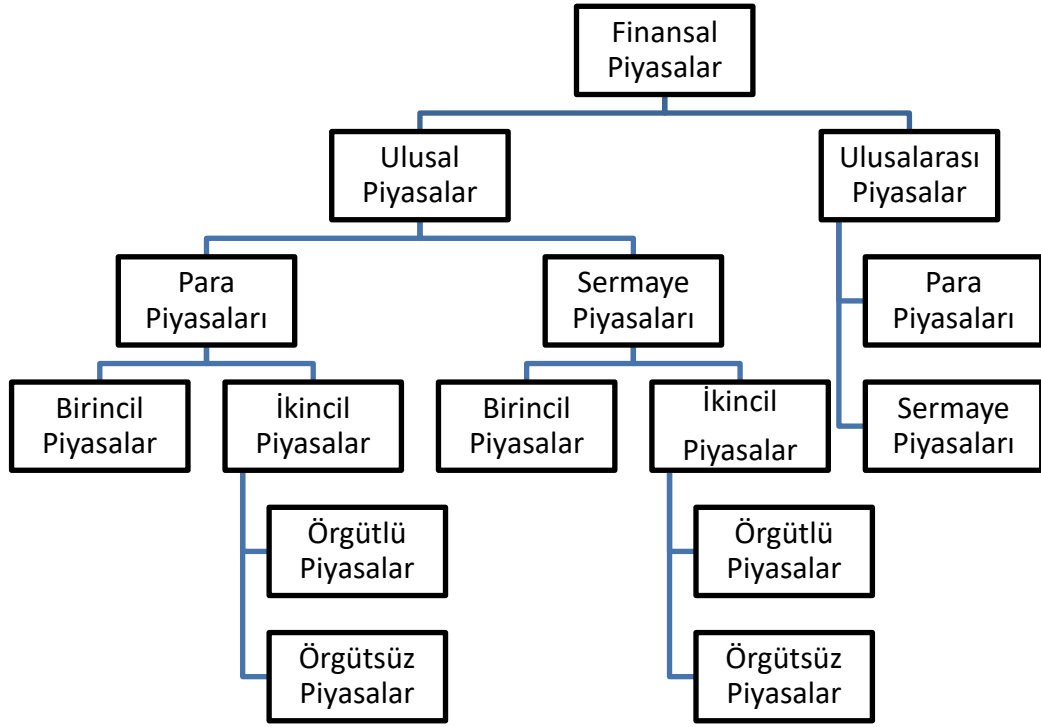 Finansal
Piyasalar
Ulusal
Piyasalar
Ulusalarası
Piyasalar
Para
Piyasaları
Sermaye
Piyasaları
Para
Piyasaları
Birincil
Piyasalar
İkincil
Piyasalar
Birincil
Piyasalar
İkincil
Piyasalar
Sermaye
Piyasaları
Örgütlü
Piyasalar
Örgütlü
Piyasalar
Örgütsüz
Piyasalar
Örgütsüz
Piyasalar